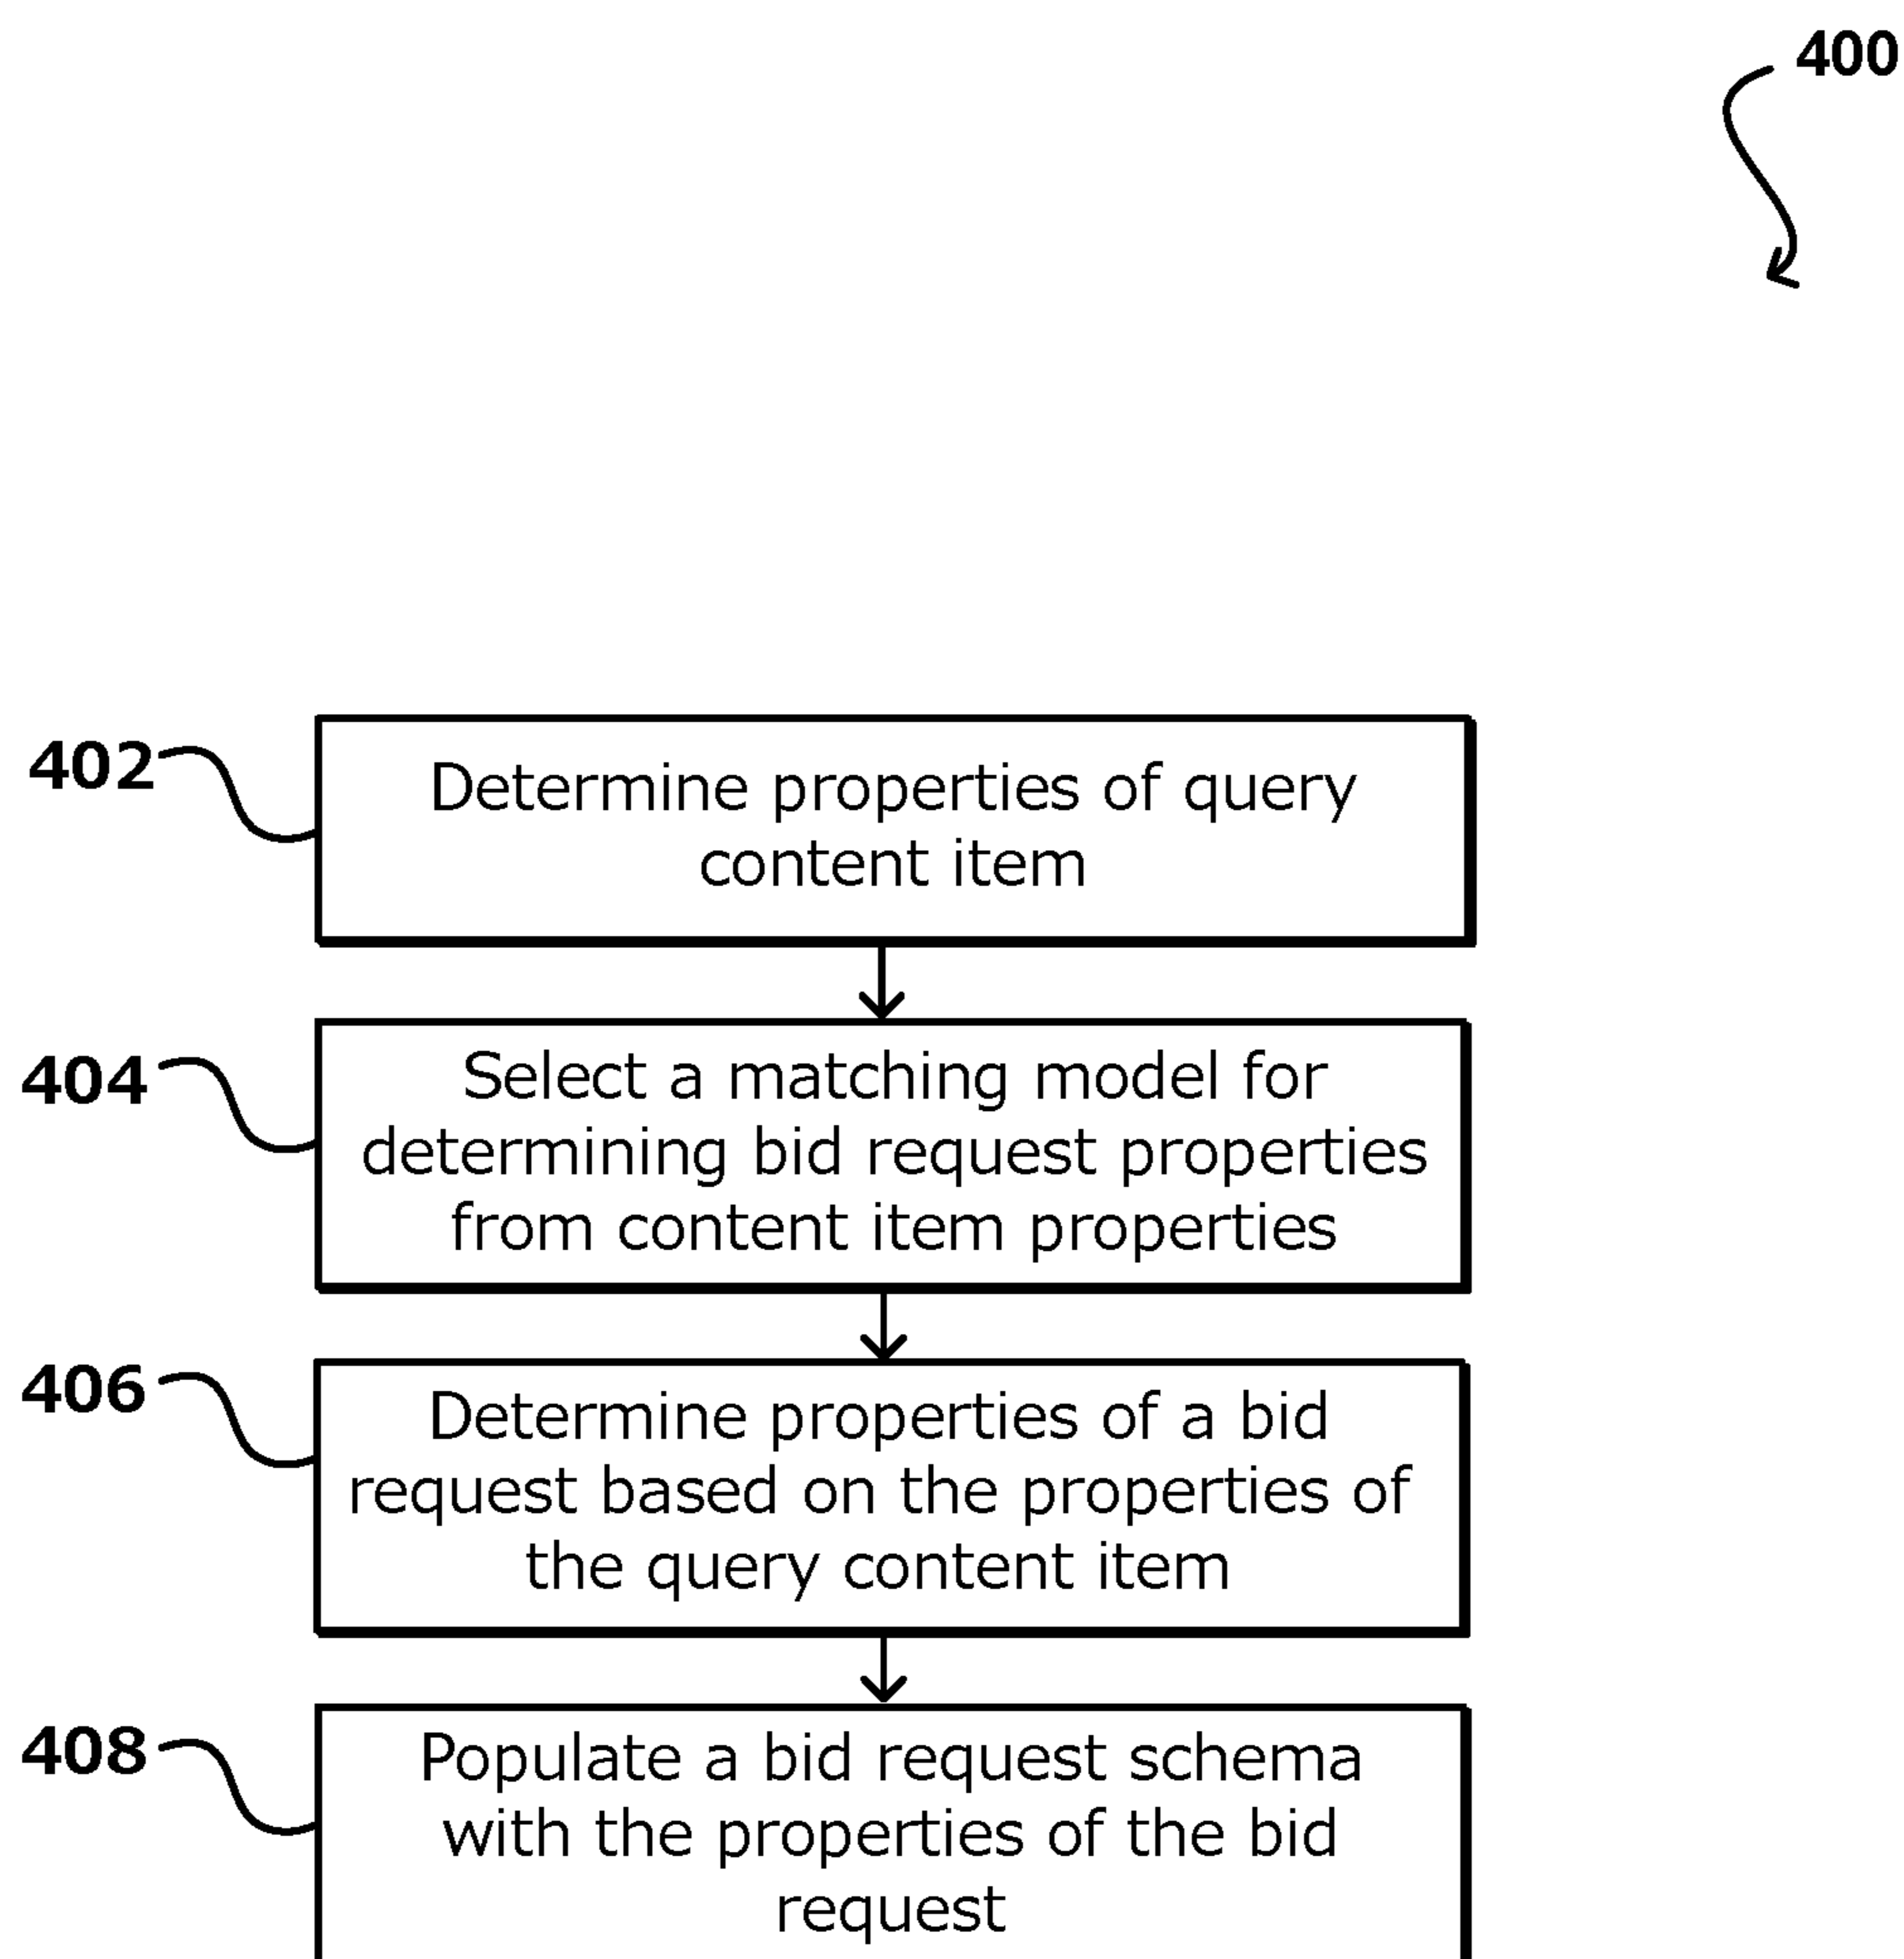 400
402
Determine properties of query
content item
404
Select a matching model for
determining bid request properties
from content item properties
406
Determine properties of a bid
request based on the properties of
the query content item
408
Populate a bid request schema
with the properties of the bid
request